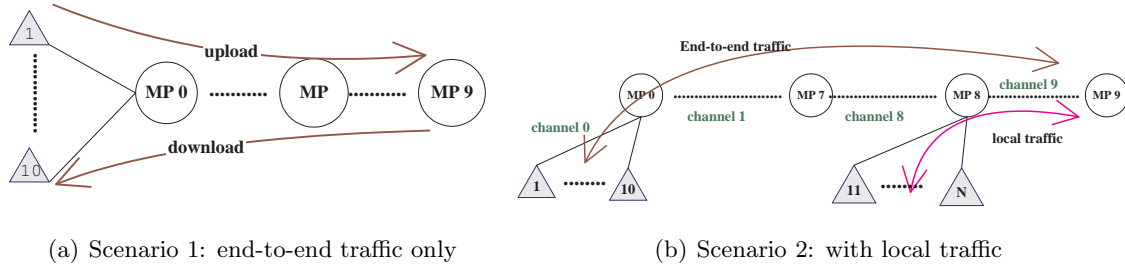 1
upload
MP 0
MP
MP 9
download
10
(a) Scenario 1: end-to-end traffic only
End-to-end traffic
MP 0
MP 7
MP 8
MP 9
channel 9
channel 1
channel 8
channel 0
local traffic
1
10
11
N
(b) Scenario 2: with local traffic